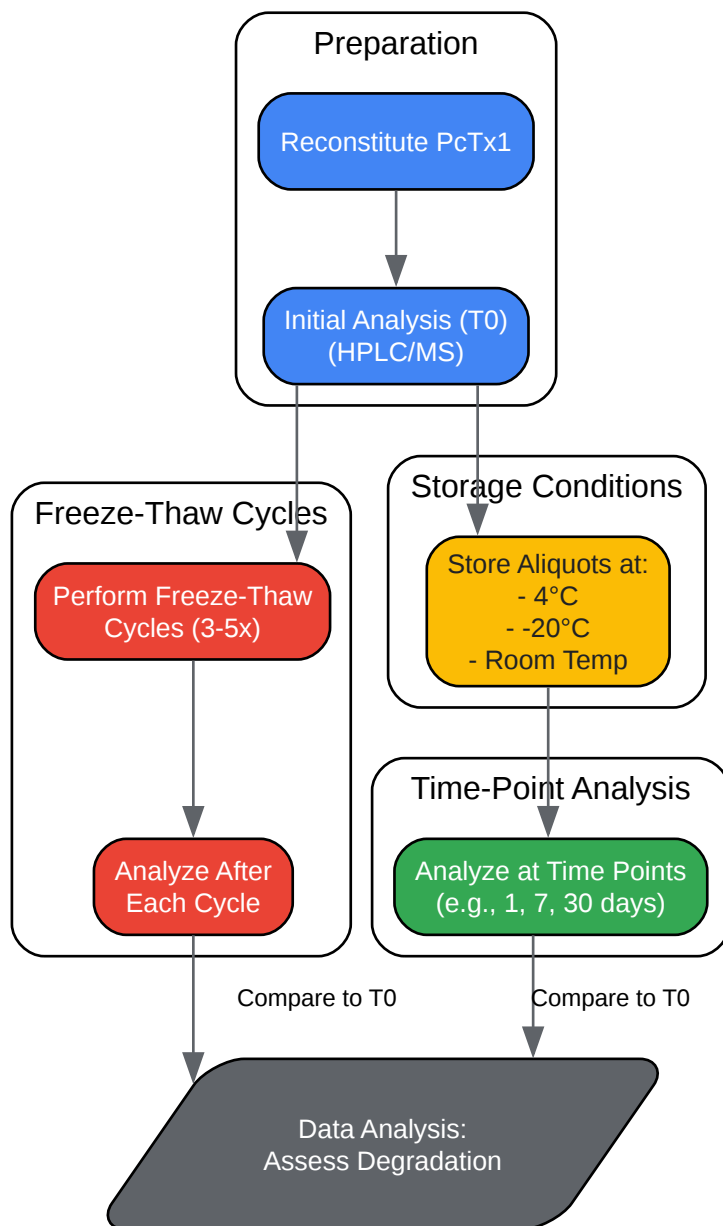 Preparation
Reconstitute PcTx1
Initial Analysis (T0)
(HPLC/MS)
Freeze-Thaw Cycles
Perform Freeze-Thaw
Cycles (3-5x)
Analyze After
Each Cycle
Storage Conditions
Store Aliquots at:
- 4°C
- -20°C
- Room Temp
Time-Point Analysis
Analyze at Time Points
(e.g., 1, 7, 30 days)
Compare to T0
Compare to T0
Data Analysis:
Assess Degradation